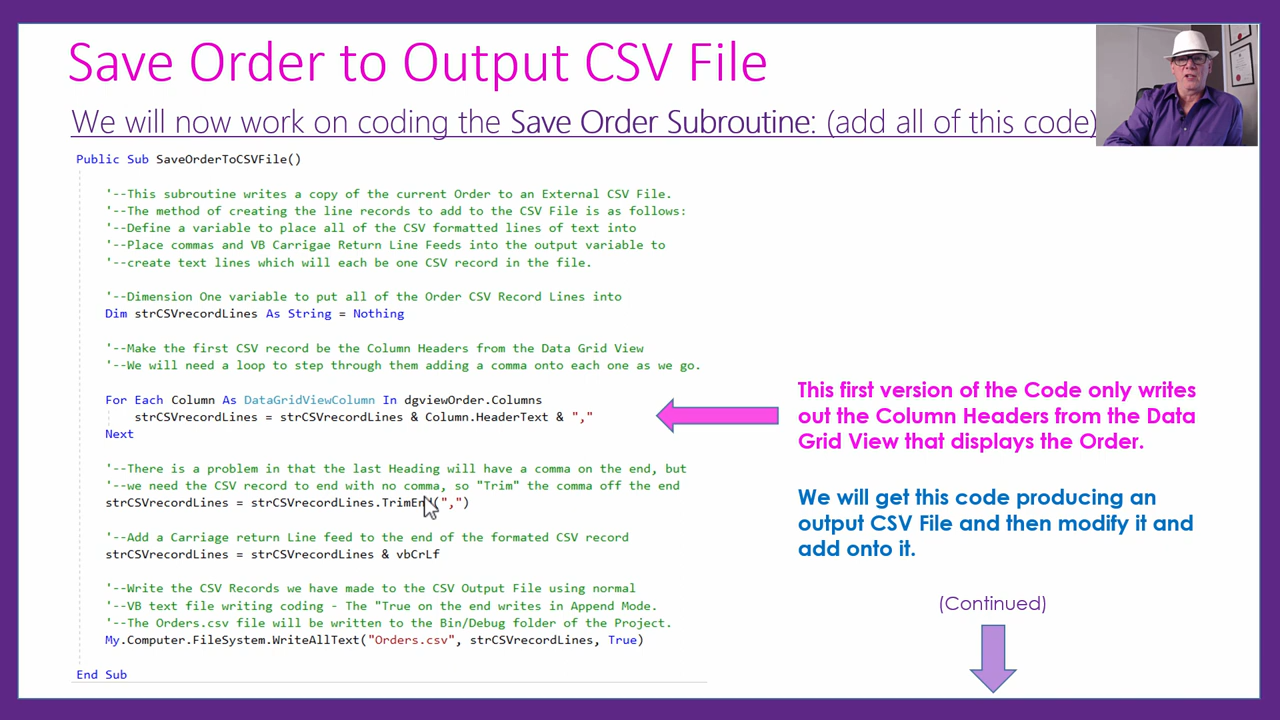 Save Order to Output CSV File
We will now work on coding the Save Order Subroutine: (add all of this code)
Public Sub SaveOrderToCSVFile()
'--This subroutine writes a copy of the current Order to an External CSV File.
'--The method of creating the line records to add to the CSV File is as follows:
'--Define a variable to place all of the CSV formatted lines of text into
'--Place commas and VB Carrigae Return Line Feeds into the output variable to
'--create text lines which will each be one CSV record in the file.
'--Dimension One variable to put all of the Order CSV Record Lines into
Dim strCSVrecordLines As String = Nothing
'--Make the first CSV record be the Column Headers from the Data Grid View
'--We will need a loop to step through them adding a comma onto each one as we go.
For Each Column As DataGridViewColumn In dgviewOrder.Columns
strCSVrecordLines = strCSVrecordLines & Column.HeaderText & ","
Next
'--There is a problem in that the last Heading will have a comma on the end, but
'--we need the CSV record to end with no comma, so "Trim" the comma off the end
strCSVrecordLines = strCSVrecordLines.TrimEnd(",")
'--Add a Carriage return Line feed to the end of the formated CSV record
strCSVrecordLines = strCSVrecordLines & vbCrLf
'--Write the CSV Records we have made to the CSV Output File using normal
'--VB text file writing coding - The "True on the end writes in Append Mode.
'--The Orders.csv file will be written to the Bin/Debug folder of the Project.
My.Computer.FileSystem.WriteAllText("Orders.csv", strCSVrecordLines, True)
End Sub
This first version of the Code only writes
out the Column Headers from the Data
Grid View that displays the Order.
We will get this code producing an
output CSV File and then modify it and
add onto it.
(Continued)